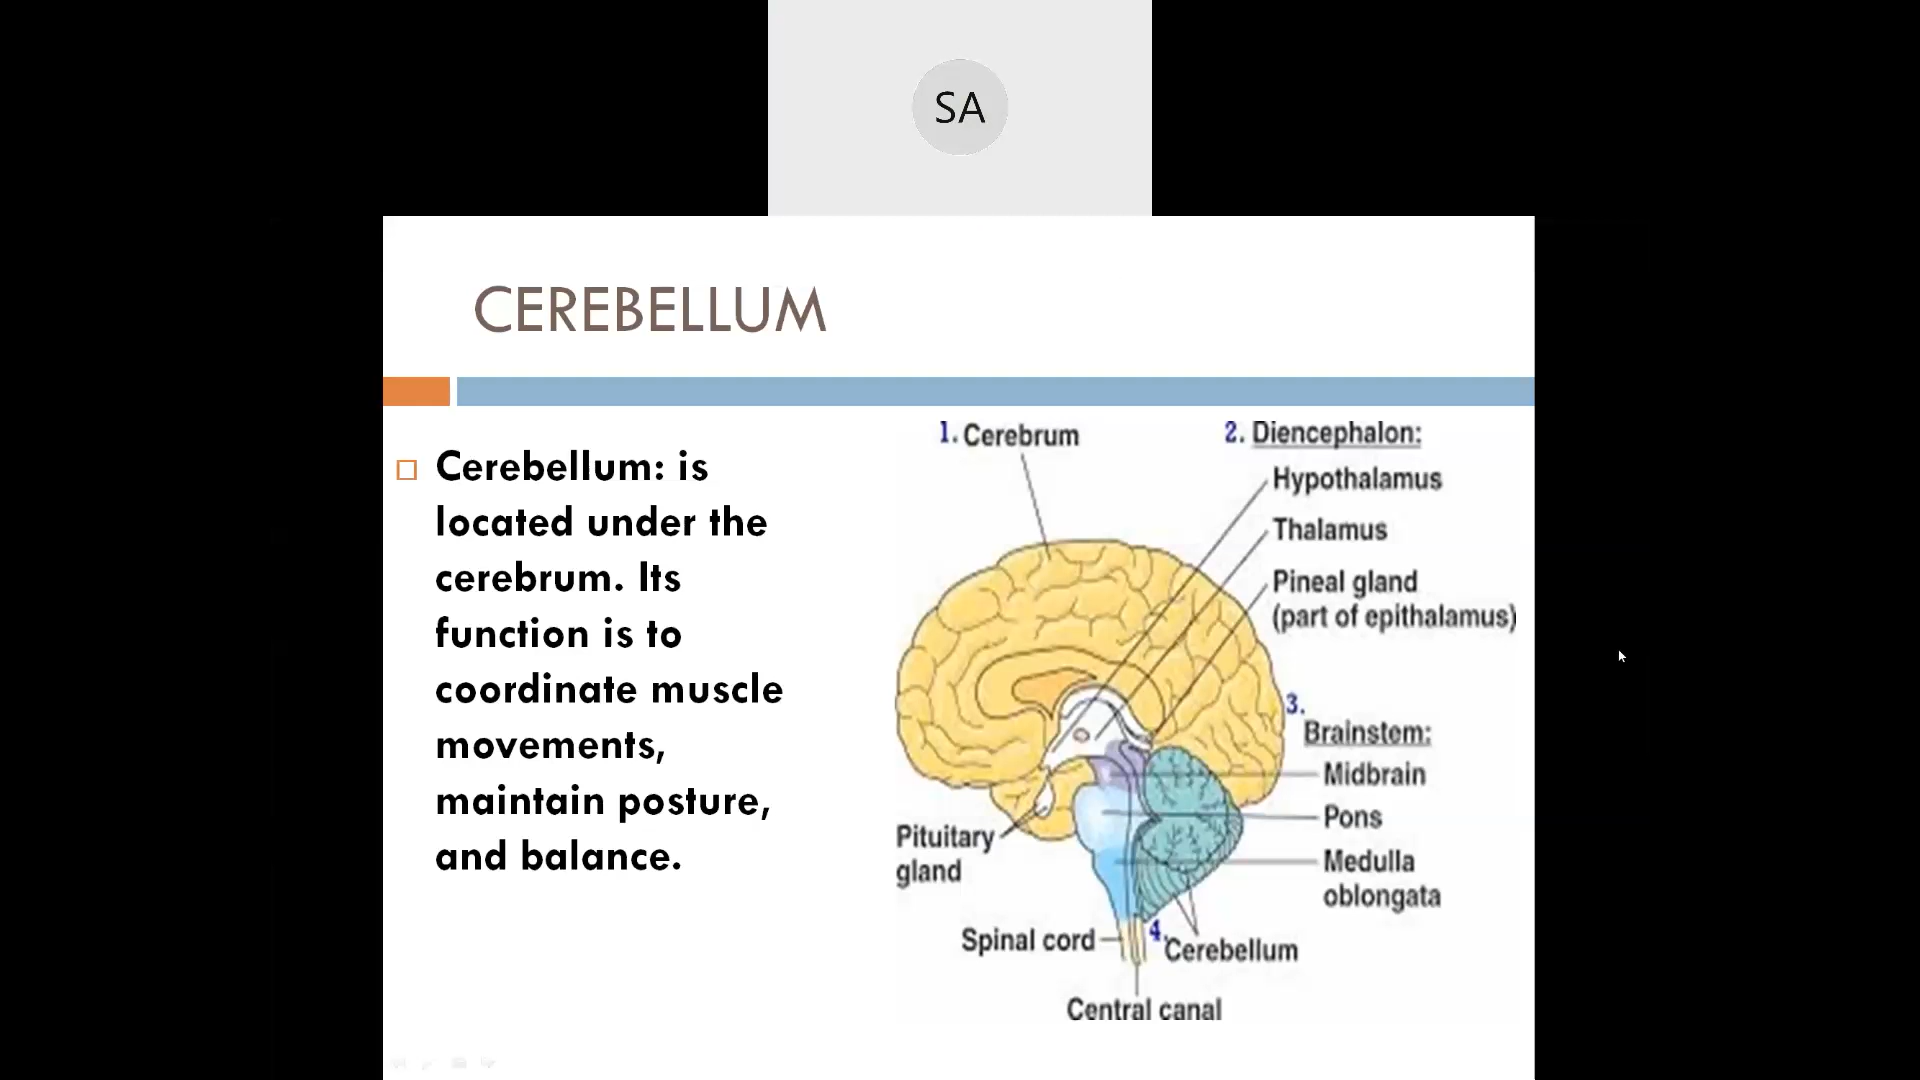 SA
CEREBELLUM
Cerebellum: is
located under the
cerebrum. Its
function is to
coordinate muscle
movements,
maintain posture,
and balance.
1. Cerebrum
2. Diencephalon:
Hypothalamus
Thalamus
Pineal gland
(part of epithalamus)
3.
Brainstem:
Midbrain
Pons
Medulla
oblongata
Pituitary
gland
Spinal cord
4. Cerebellum
Central canal